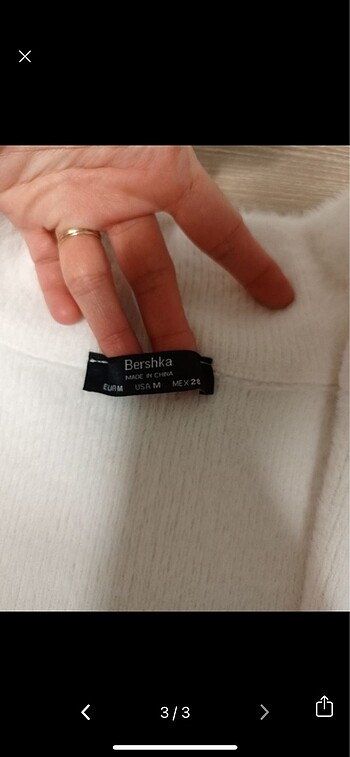 Bershka
MADE IN CHINA
EUR M USA M MEX 28
3/3